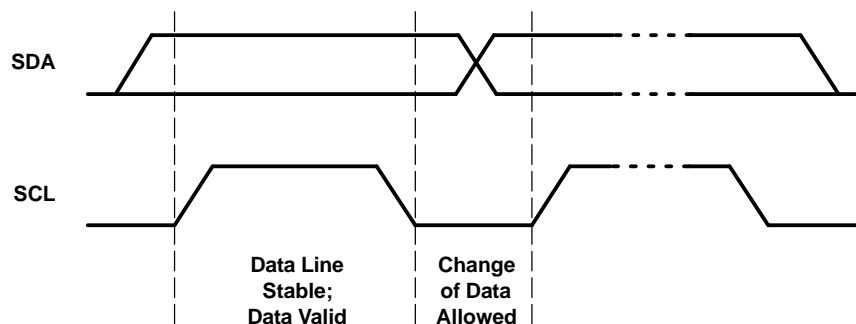 SDA
SCL
Data Line
Stable;
Data Valid
Change
of Data
Allowed